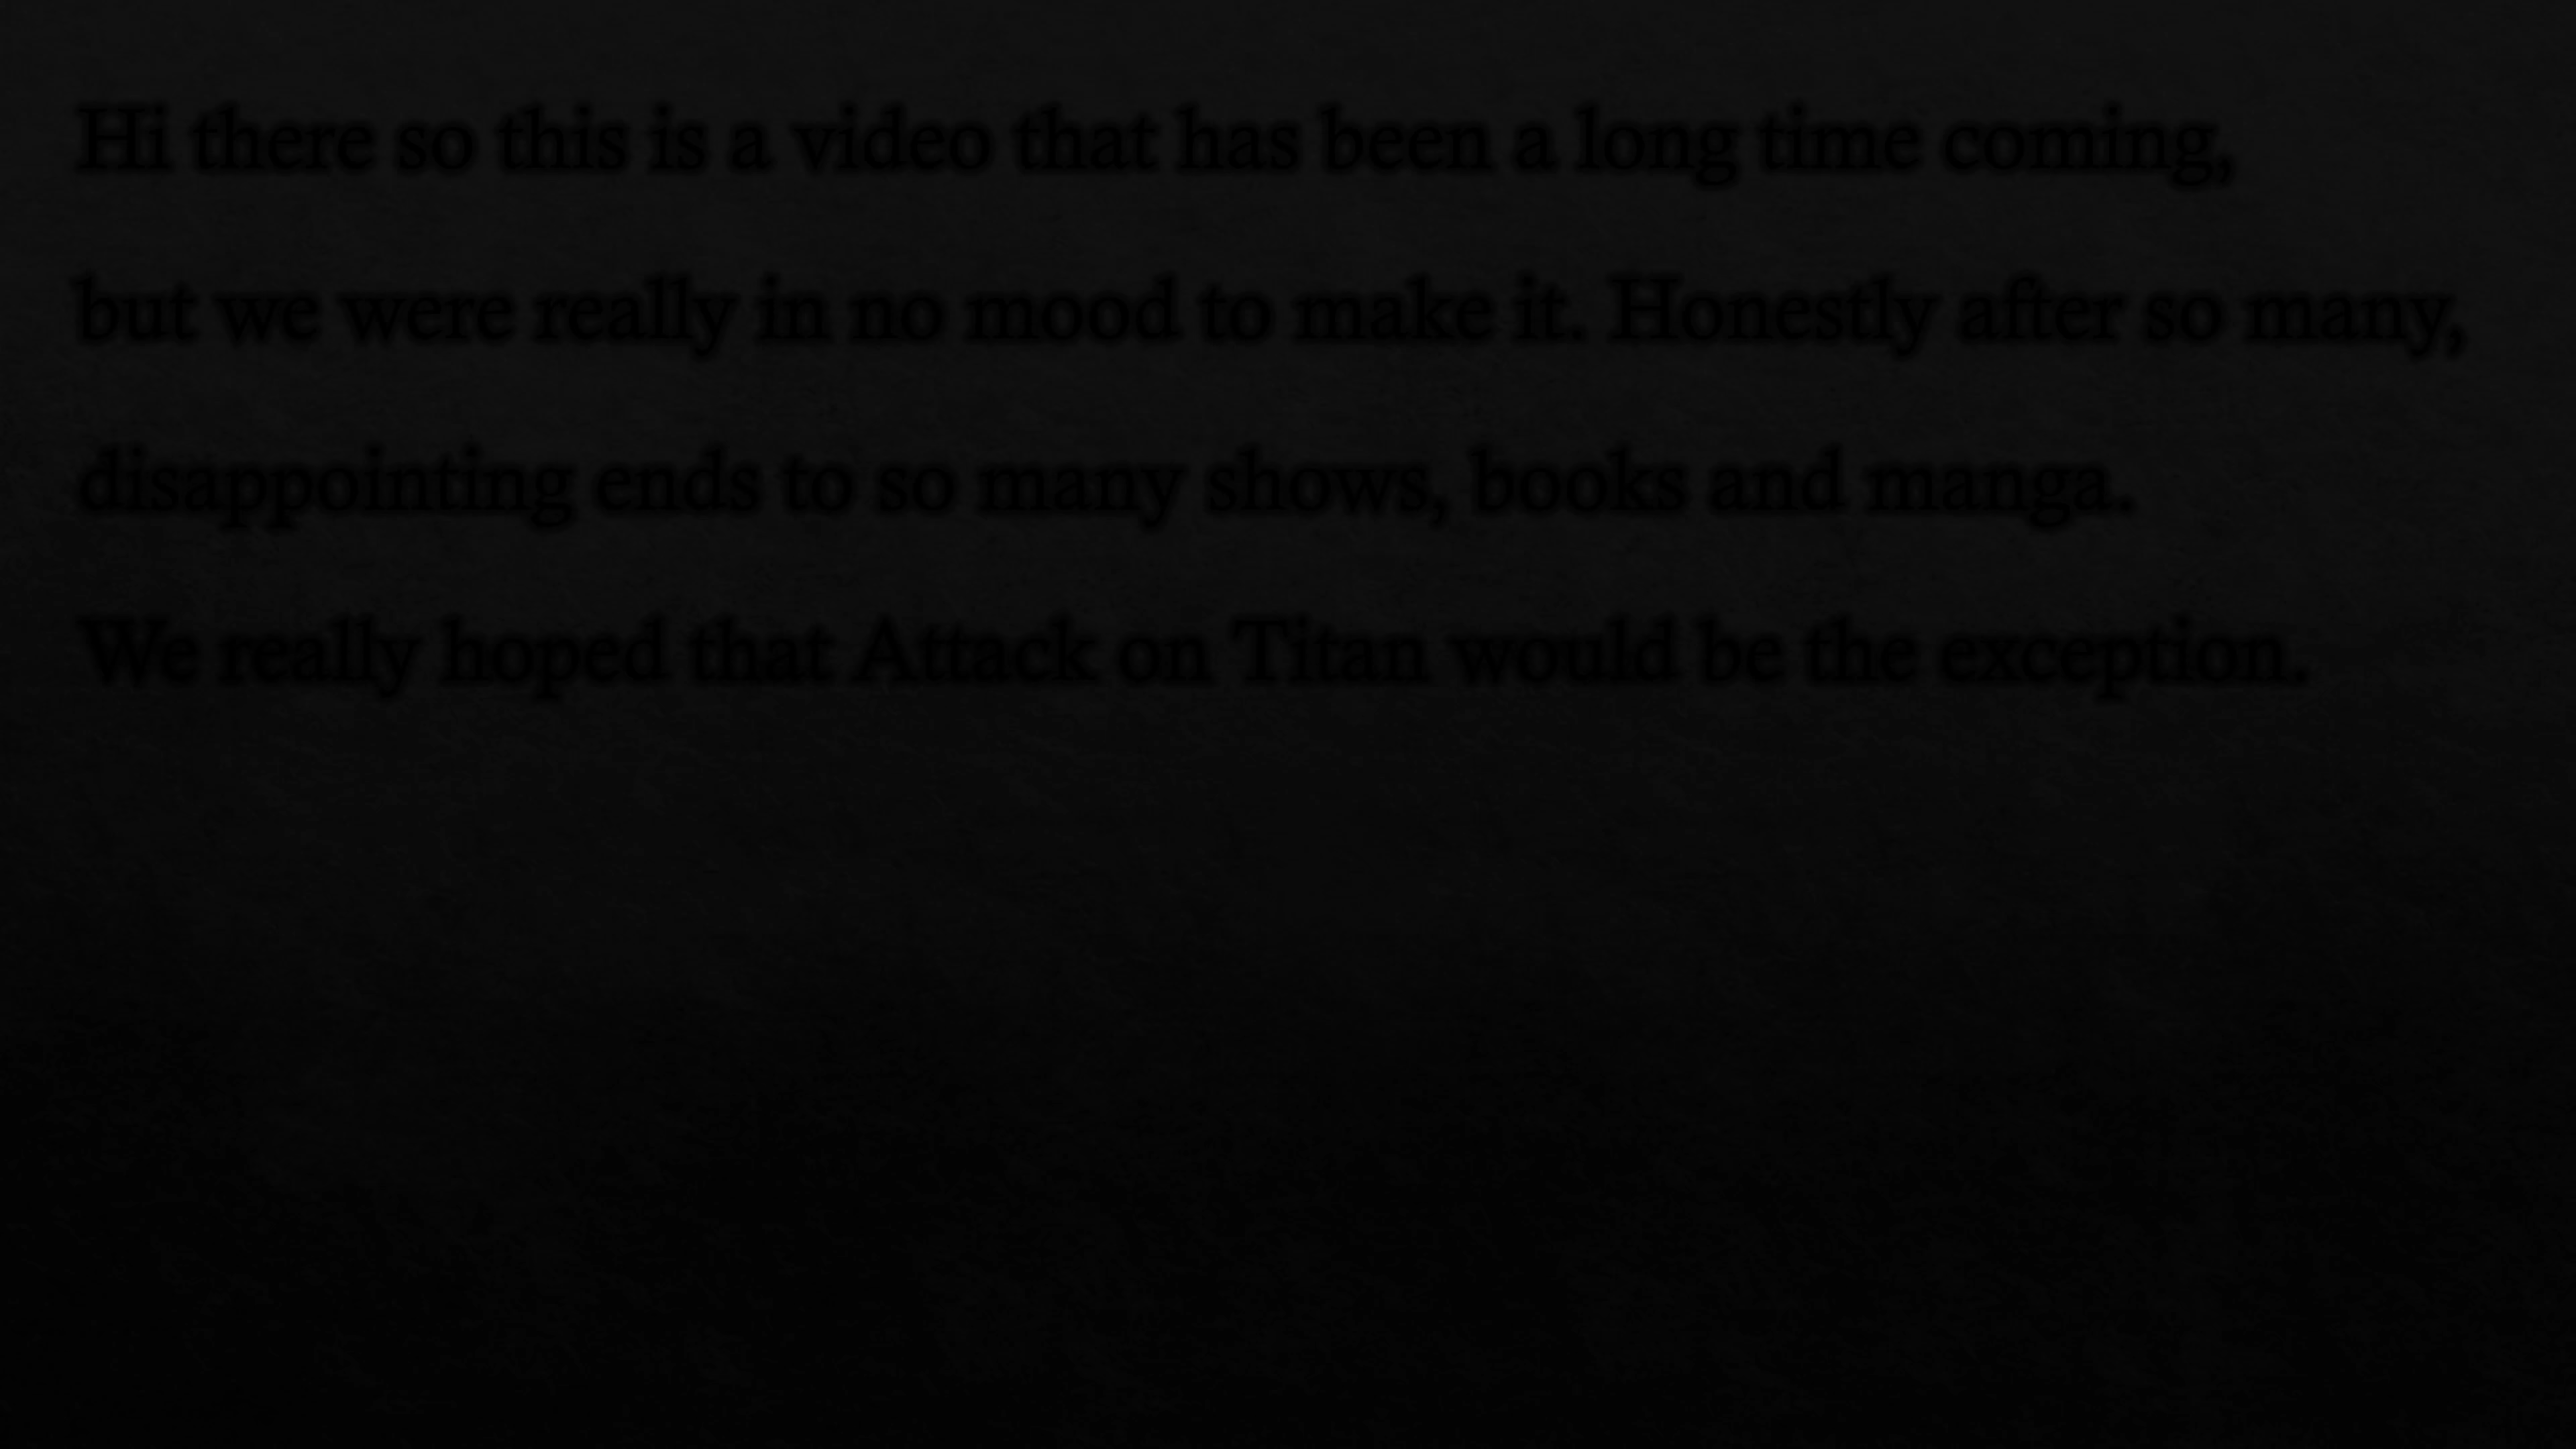 Hi there so this is a video that has been a long time coming,
but we were really in no mood to make it. Honestly after so many,
disappointing ends to so many shows, books and manga.
We really hoped that Attack on Titan would be the exception.